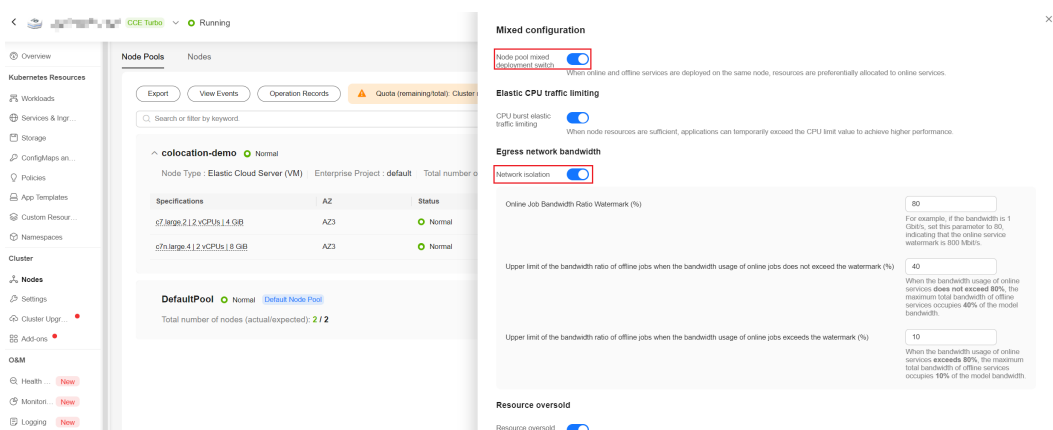 CCE Turbo Running
Overview
Kubernetes Resources
Workloads
Services & Ingr...
Storage
ConfigMaps an...
Policies
App Templates
Custom Resour...
Namespaces
Cluster
Nodes
Settings
Cluster Upgr...
Add-ons
O&M
Health ... New
Monitori... New
Logging New
Node Pools Nodes
Export View Events Operation Records Quota (remaining/total): Cluster
Search or filter by keyword.
colocation-demo Normal
Node Type : Elastic Cloud Server (VM) Enterprise Project : default Total number o
Specifications AZ Status
c7.large.2 | 2 vCPUs | 4 GiB AZ3 Normal
c7n.large.4 | 2 vCPUs | 8 GiB AZ3 Normal
DefaultPool Normal Default Node Pool
Total number of nodes (actual/expected): 2 / 2
Mixed configuration
Node pool mixed
deployment switch
When online and offline services are deployed on the same node, resources are preferentially allocated to online services.
Elastic CPU traffic limiting
CPU burst elastic
traffic limiting
When node resources are sufficient, applications can temporarily exceed the CPU limit value to achieve higher performance.
Egress network bandwidth
Network isolation
Online Job Bandwidth Ratio Watermark (%) 80
For example, if the bandwidth is 1
Gbit/s, set this parameter to 80,
indicating that the online service
watermark is 800 Mbit/s.
Upper limit of the bandwidth ratio of offline jobs when the bandwidth usage of online jobs does not exceed the watermark (%) 40
When the bandwidth usage of online
services does not exceed 80%, the
maximum total bandwidth of offline
services occupies 40% of the model
bandwidth.
Upper limit of the bandwidth ratio of offline jobs when the bandwidth usage of online jobs exceeds the watermark (%) 10
When the bandwidth usage of online
services exceeds 80%, the maximum
total bandwidth of offline services
occupies 10% of the model bandwidth.
Resource oversold
Resource oversold